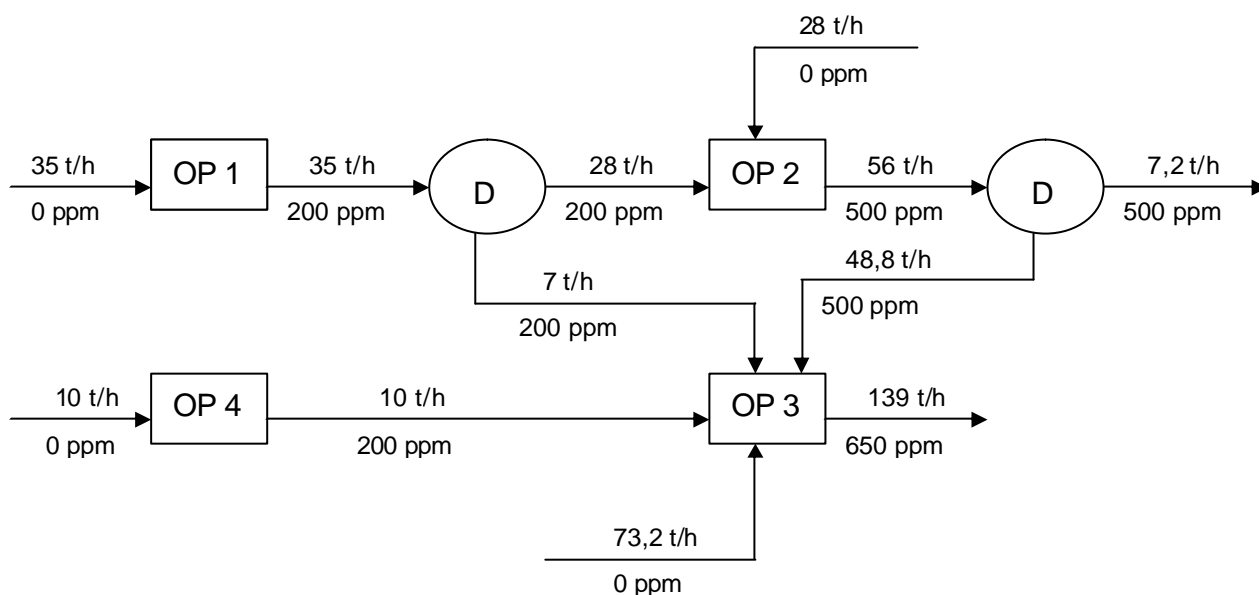 28 t/h
0 ppm
35 t/h
0 ppm
OP 1
35 t/h
200 ppm
D
28 t/h
200 ppm
OP 2
56 t/h
500 ppm
D
7,2 t/h
500 ppm
7 t/h
200 ppm
48,8 t/h
500 ppm
10 t/h
0 ppm
OP 4
10 t/h
200 ppm
OP 3
139 t/h
650 ppm
73,2 t/h
0 ppm